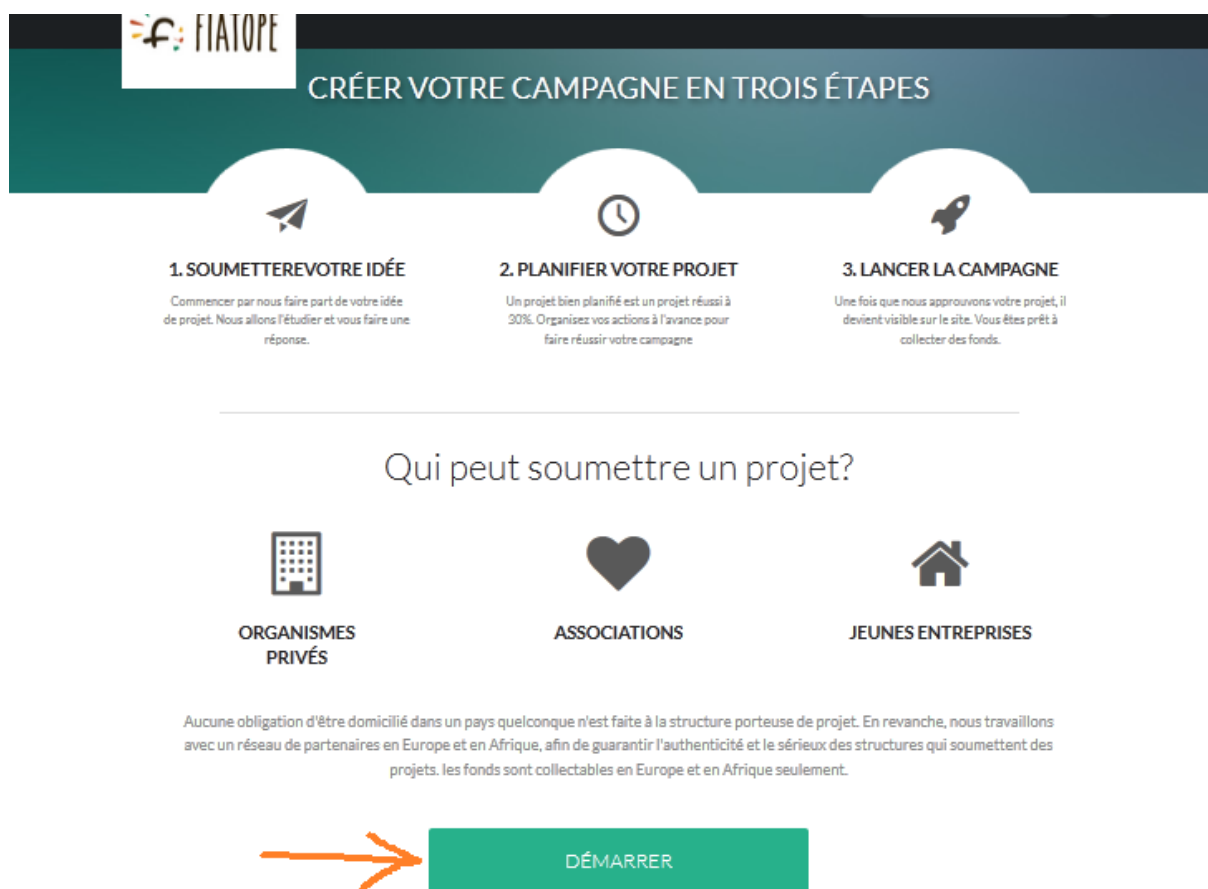 FIATOPE
CRÉER VOTRE CAMPAGNE EN TROIS ÉTAPES
1. SOUMETTEREVOTRE IDÉE
Commencer par nous faire part de votre idée
de projet. Nous allons l'étudier et vous faire une
réponse.
2. PLANIFIER VOTRE PROJET
Un projet bien planifié est un projet réussi à
30%. Organisez vos actions à l'avance pour
faire réussir votre campagne
3. LANCER LA CAMPAGNE
Une fois que nous approuvons votre projet, il
devient visible sur le site. Vous êtes prêt à
collecter des fonds.
Qui peut soumettre un projet?
ORGANISMES
PRIVÉS
ASSOCIATIONS
JEUNES ENTREPRISES
Aucune obligation d'être domicilié dans un pays quelconque n'est faite à la structure porteuse de projet. En revanche, nous travaillons
avec un réseau de partenaires en Europe et en Afrique, afin de guarantir l'authenticité et le sérieux des structures qui soumettent des
projets. les fonds sont collectables en Europe et en Afrique seulement.
DÉMARRER